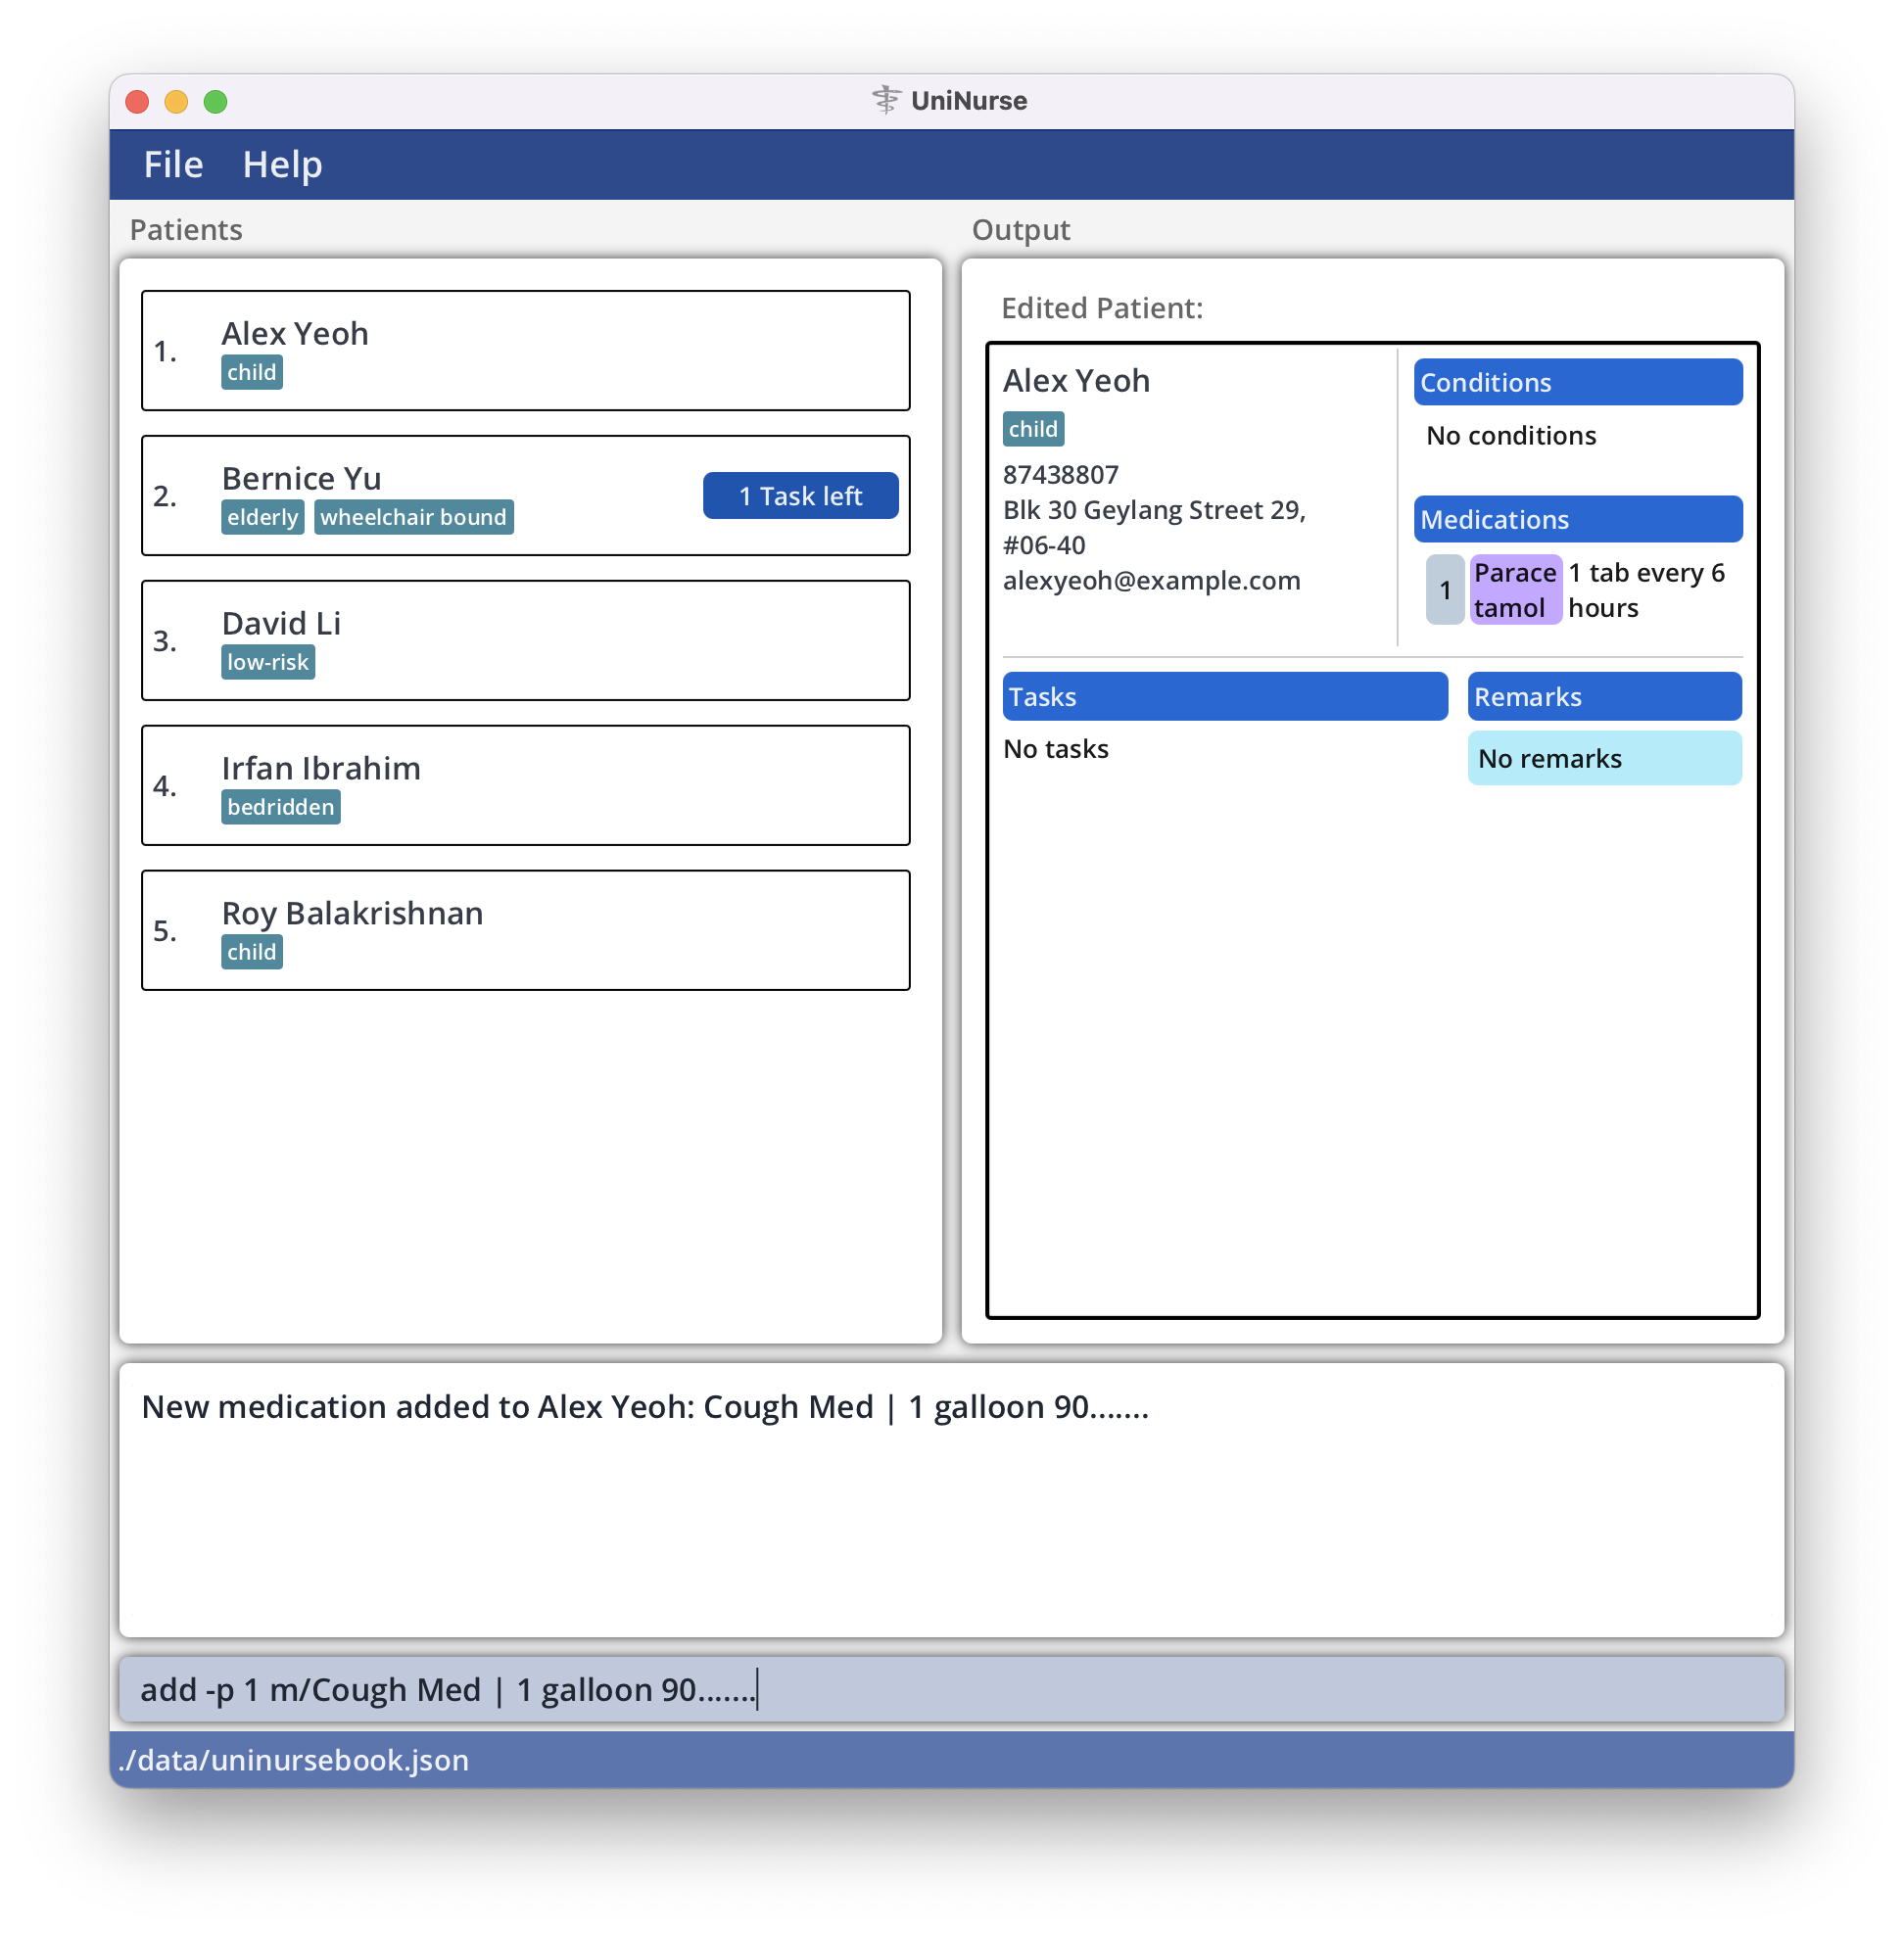 UniNurse
File Help
Patients
1.
Alex Yeoh
child
2.
Bernice Yu
elderly wheelchair bound
1 Task left
3.
David Li
low-risk
4.
Irfan Ibrahim
bedridden
5.
Roy Balakrishnan
child
Output
Edited Patient:
Alex Yeoh
child
87438807
Blk 30 Geylang Street 29,
#06-40
alexyeoh@example.com
Conditions
No conditions
Medications
1
Parace
tamol
1 tab every 6
hours
Tasks
No tasks
Remarks
No remarks
New medication added to Alex Yeoh: Cough Med | 1 galloon 90.......
add -p 1 m/Cough Med | 1 galloon 90.......
./data/uninursebook.json